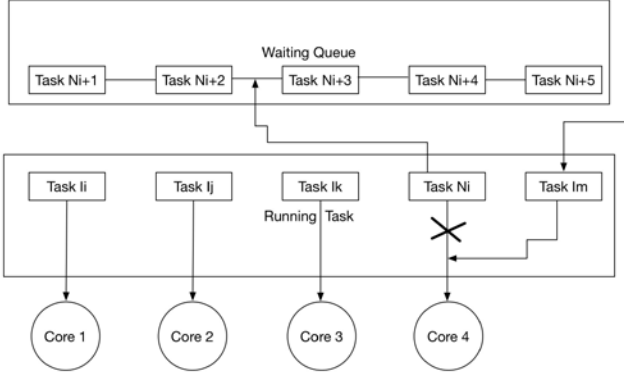 Waiting Queue
Task Ni+1 Task Ni+2 Task Ni+3 Task Ni+4 Task Ni+5
Task Ii Task Ij Task Ik Task Ni Task Im
Running Task
Core 1 Core 2 Core 3 Core 4